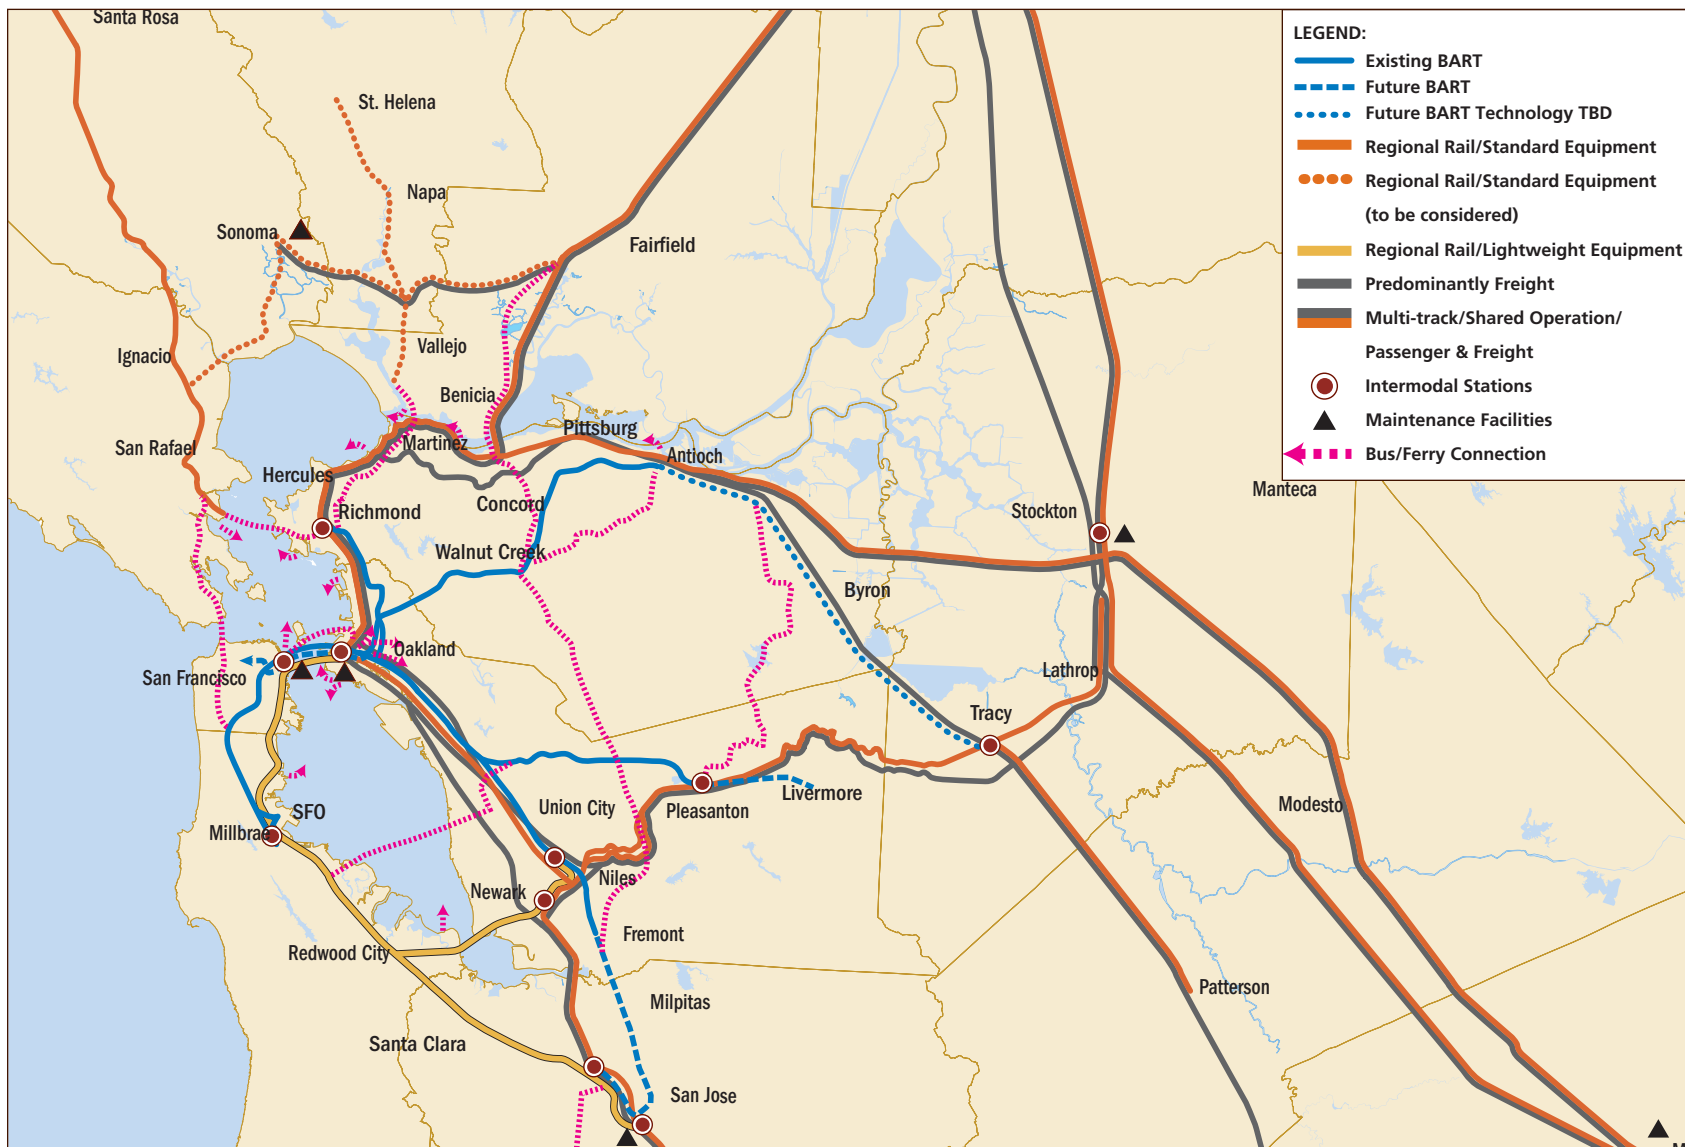 Santa Rosa
LEGEND:
Existing BART
Future BART
Future BART Technology TBD
Regional Rail/Standard Equipment
Regional Rail/Standard Equipment
(to be considered)
Regional Rail/Lightweight Equipment
Predominantly Freight
Multi-track/Shared Operation/
Passenger & Freight
Intermodal Stations
Maintenance Facilities
Bus/Ferry Connection
St. Helena
Napa
Sonoma
Fairfield
Ignacio
Vallejo
Benicia
San Rafael
Martinez
Pittsburg
Antioch
Hercules
Richmond
Concord
Manteca
Stockton
Walnut Creek
Byron
Oakland
San Francisco
Lathrop
Tracy
Livermore
Pleasanton
Union City
SFO
Millbrae
Modesto
Newark
Niles
Fremont
Redwood City
Milpitas
Patterson
Santa Clara
San Jose